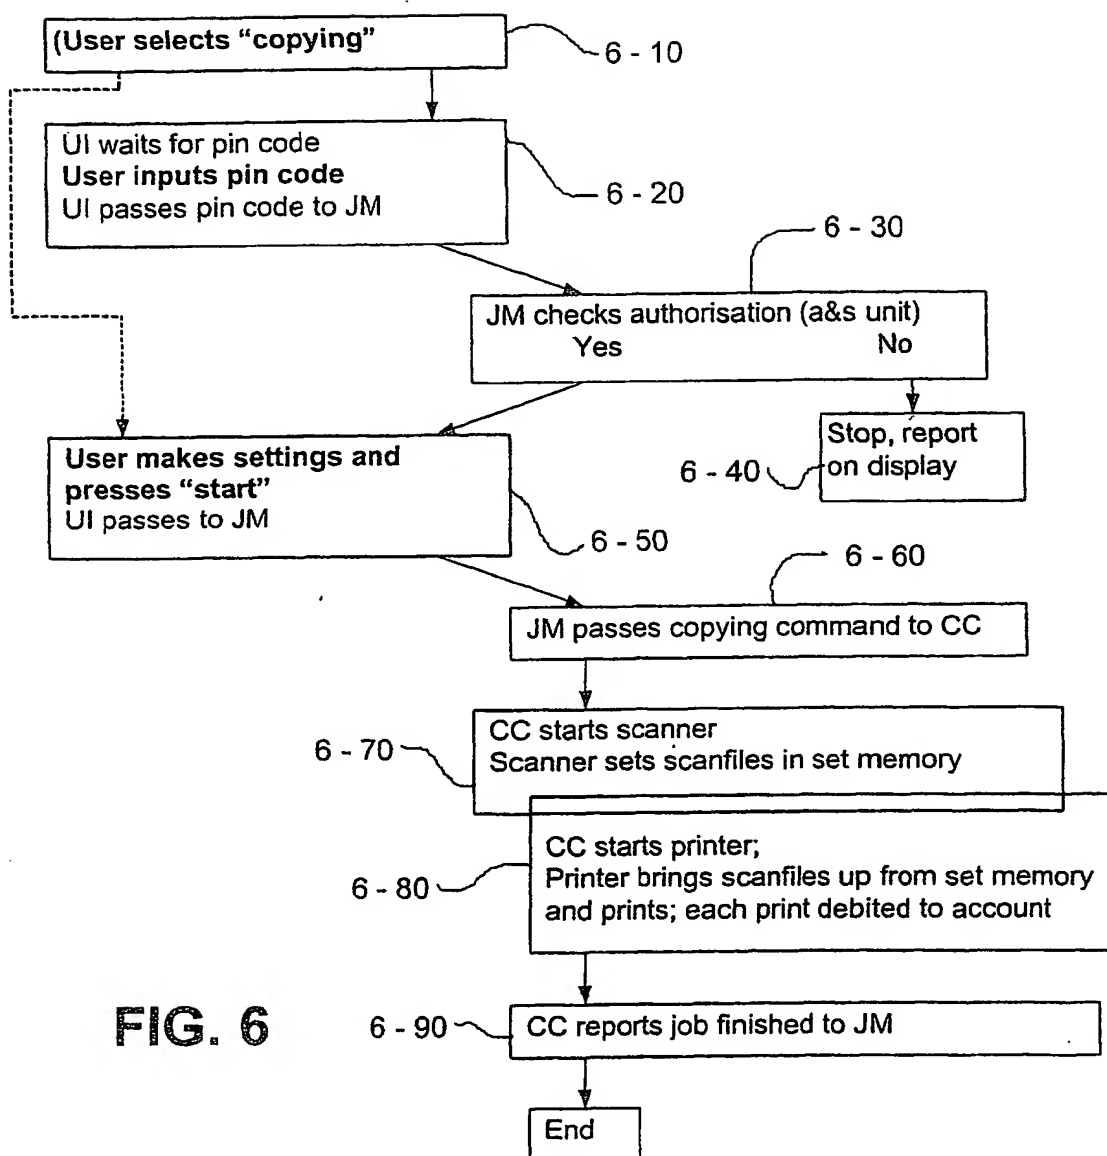 (User selects “copying”
6 - 10
UI waits for pin code
User inputs pin code
UI passes pin code to JM
6 - 20
6 - 30
JM checks authorisation (a&s unit)
Yes No
Stop, report
on display
6 - 40
User makes settings and
presses “start”
UI passes to JM
6 - 50
6 - 60
JM passes copying command to CC
CC starts scanner
Scanner sets scanfiles in set memory
6 - 70
CC starts printer;
Printer brings scanfiles up from set memory
and prints; each print debited to account
6 - 80
FIG. 6
6 - 90
CC reports job finished to JM
End